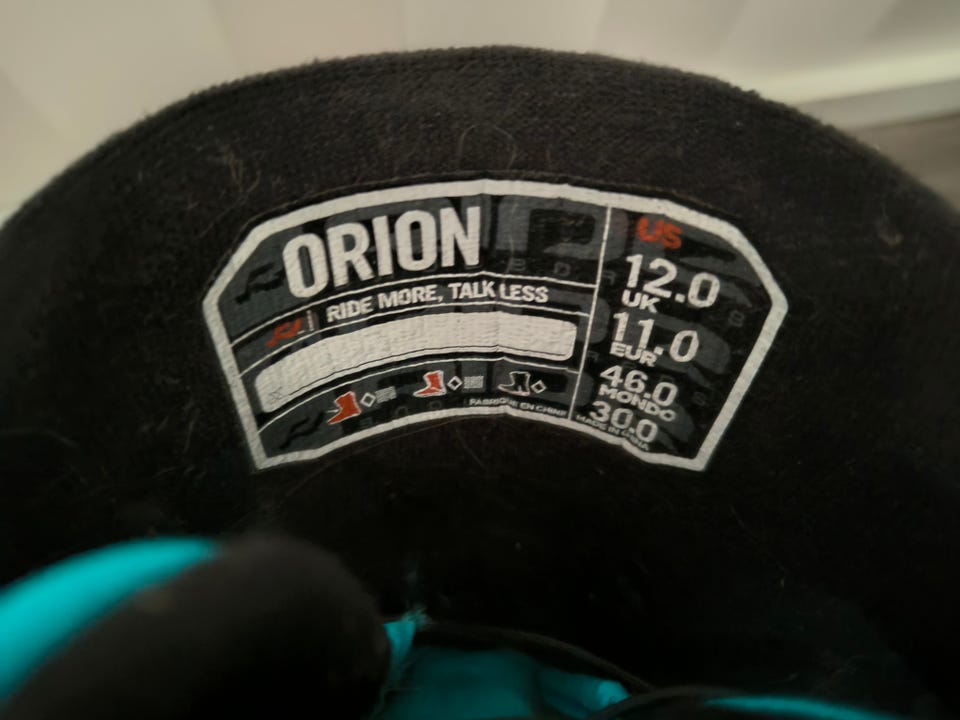 ORION
RIDE MORE, TALK LESS
FABRIQUE EN CHINE
MADE IN CHINA
US
12.0
UK
11.0
EUR
46.0
MONDO
30.0